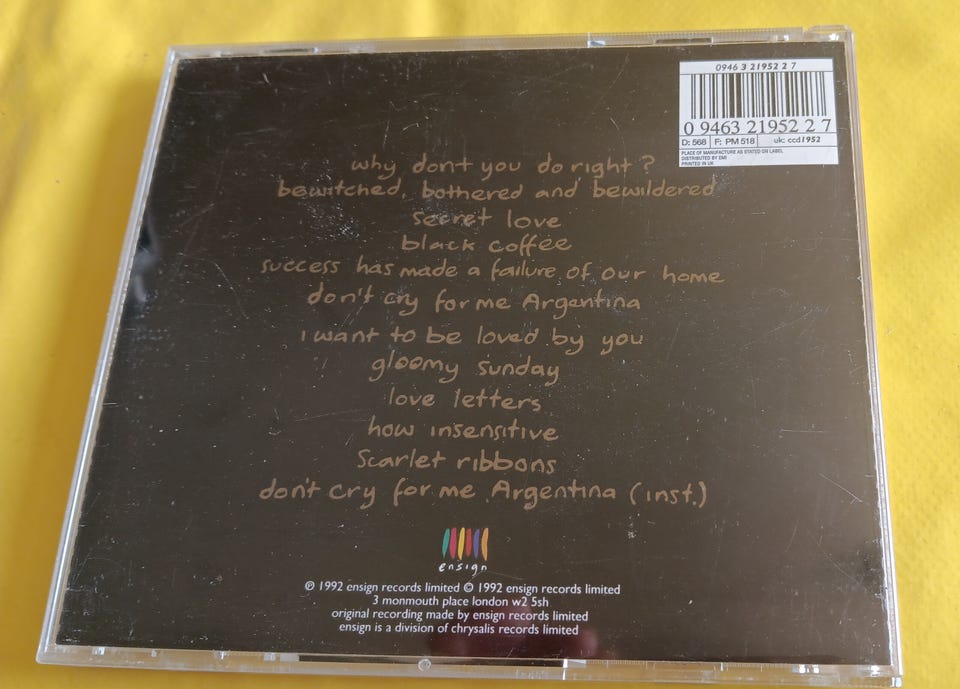 0946 3 21952 2 7
0 09463 21952 2 7
D: 568 F: PM 518 uk: ccd1952
PLACE OF MANUFACTURE AS STATED ON LABEL
DISTRIBUTED BY EMI
PRINTED IN UK
why don't you do right?
bewitched, bothered and bewildered
secret love
black coffee
success has made a failure of our home
don't cry for me Argentina
I want to be loved by you
gloomy sunday
love letters
how insensitive
scarlet ribbons
don't cry for me Argentina (inst.)
ensign
℗ 1992 ensign records limited © 1992 ensign records limited
3 monmouth place london w2 5sh
original recording made by ensign records limited
ensign is a division of chrysalis records limited